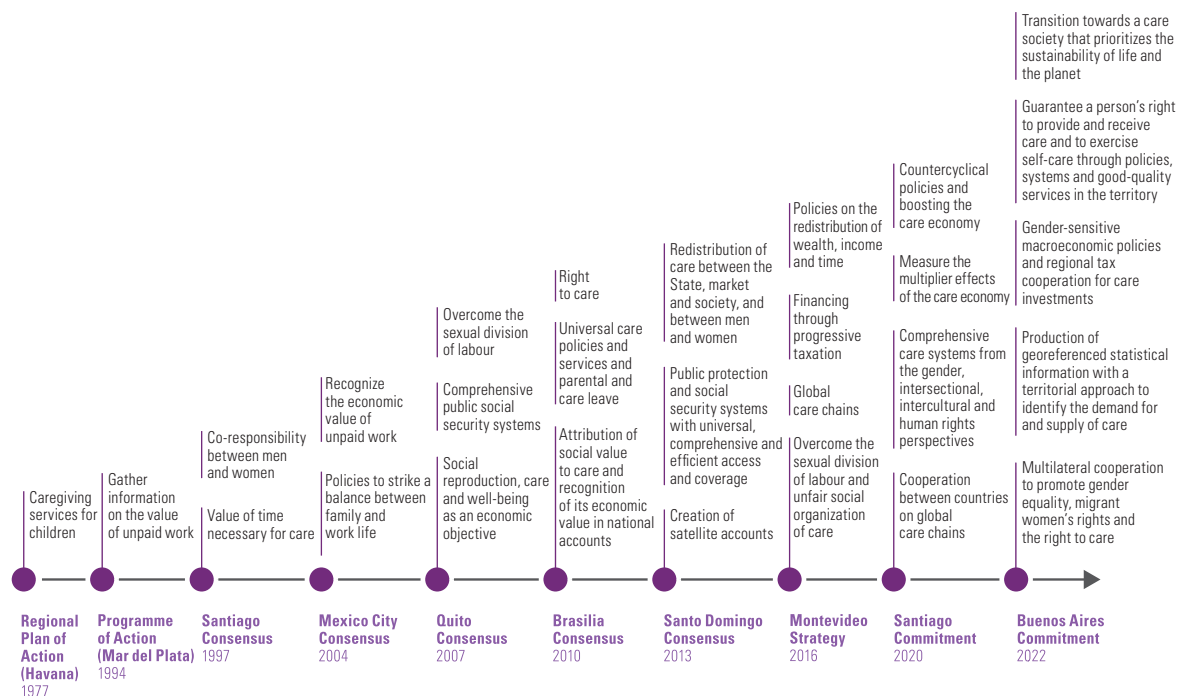 Caregiving
services for
children
Regional
Plan of
Action
(Havana)
1977
Gather
information
on the value
of unpaid work
Programme
of Action
(Mar del Plata)
1994
Co-responsibility
between men
and women
Value of time
necessary for care
Santiago
Consensus
1997
Recognize
the economic
value of
unpaid work
Policies to strike a
balance between
family and
work life
Mexico City
Consensus
2004
Overcome the
sexual division
of labour
Comprehensive
public social
security systems
Social
reproduction, care
and well-being
as an economic
objective
Quito
Consensus
2007
Right
to care
Universal care
policies and
services and
parental and
care leave
Attribution of
social value
to care and
recognition
of its economic
value in national
accounts
Brasilia
Consensus
2010
Redistribution of
care between the
State, market
and society, and
between men
and women
Public protection
and social
security systems
with universal,
comprehensive and
efficient access
and coverage
Creation of
satellite accounts
Santo Domingo
Consensus
2013
Policies on the
redistribution of
wealth, income
and time
Financing
through
progressive
taxation
Global
care chains
Overcome the
sexual division
of labour and
unfair social
organization
of care
Montevideo
Strategy
2016
Countercyclical
policies and
boosting the
care economy
Measure the
multiplier effects
of the care economy
Comprehensive
care systems from
the gender,
intersectional,
intercultural and
human rights
perspectives
Cooperation
between countries
on global
care chains
Santiago
Commitment
2020
Transition towards a care
society that prioritizes the
sustainability of life and
the planet
Guarantee a person's right
to provide and receive
care and to exercise
self-care through policies,
systems and good-quality
services in the territory
Gender-sensitive
macroeconomic policies
and regional tax
cooperation for care
investments
Production of
georeferenced statistical
information with a
territorial approach to
identify the demand for
and supply of care
Multilateral cooperation
to promote gender
equality, migrant
women's rights and
the right to care
Buenos Aires
Commitment
2022